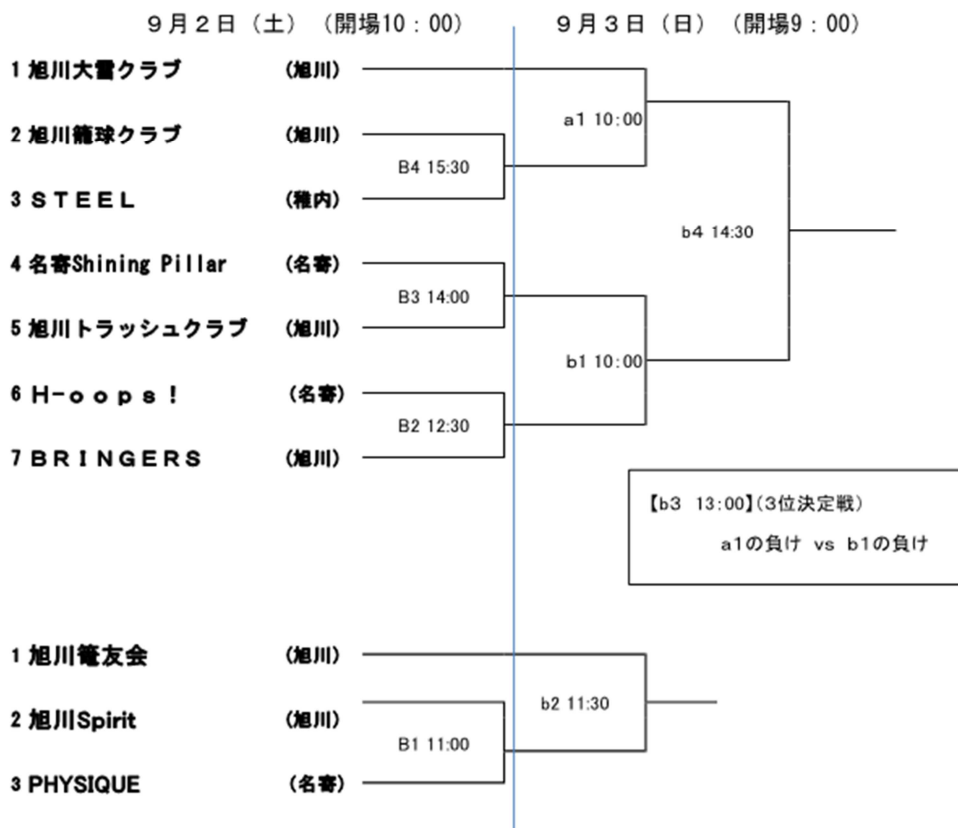 9月2日（土）（開場10：00） 9月3日（日）（開場9：00）
1 旭川大雪クラブ (旭川)
a1 10:00
2 旭川籠球クラブ (旭川)
B4 15:30
3 ＳＴＥＥＬ (稚内)
b4 14:30
4 名寄Shining Pillar (名寄)
B3 14:00
5 旭川トラッシュクラブ (旭川)
b1 10:00
6 Ｈ-ｏｏｐｓ！ (名寄)
B2 12:30
7 ＢＲＩＮＧＥＲＳ (旭川)
【b3 13:00】(3位決定戦)
a1の負け vs b1の負け
1 旭川篭友会 (旭川)
b2 11:30
2 旭川Spirit (旭川)
B1 11:00
3 PHYSIQUE (名寄)